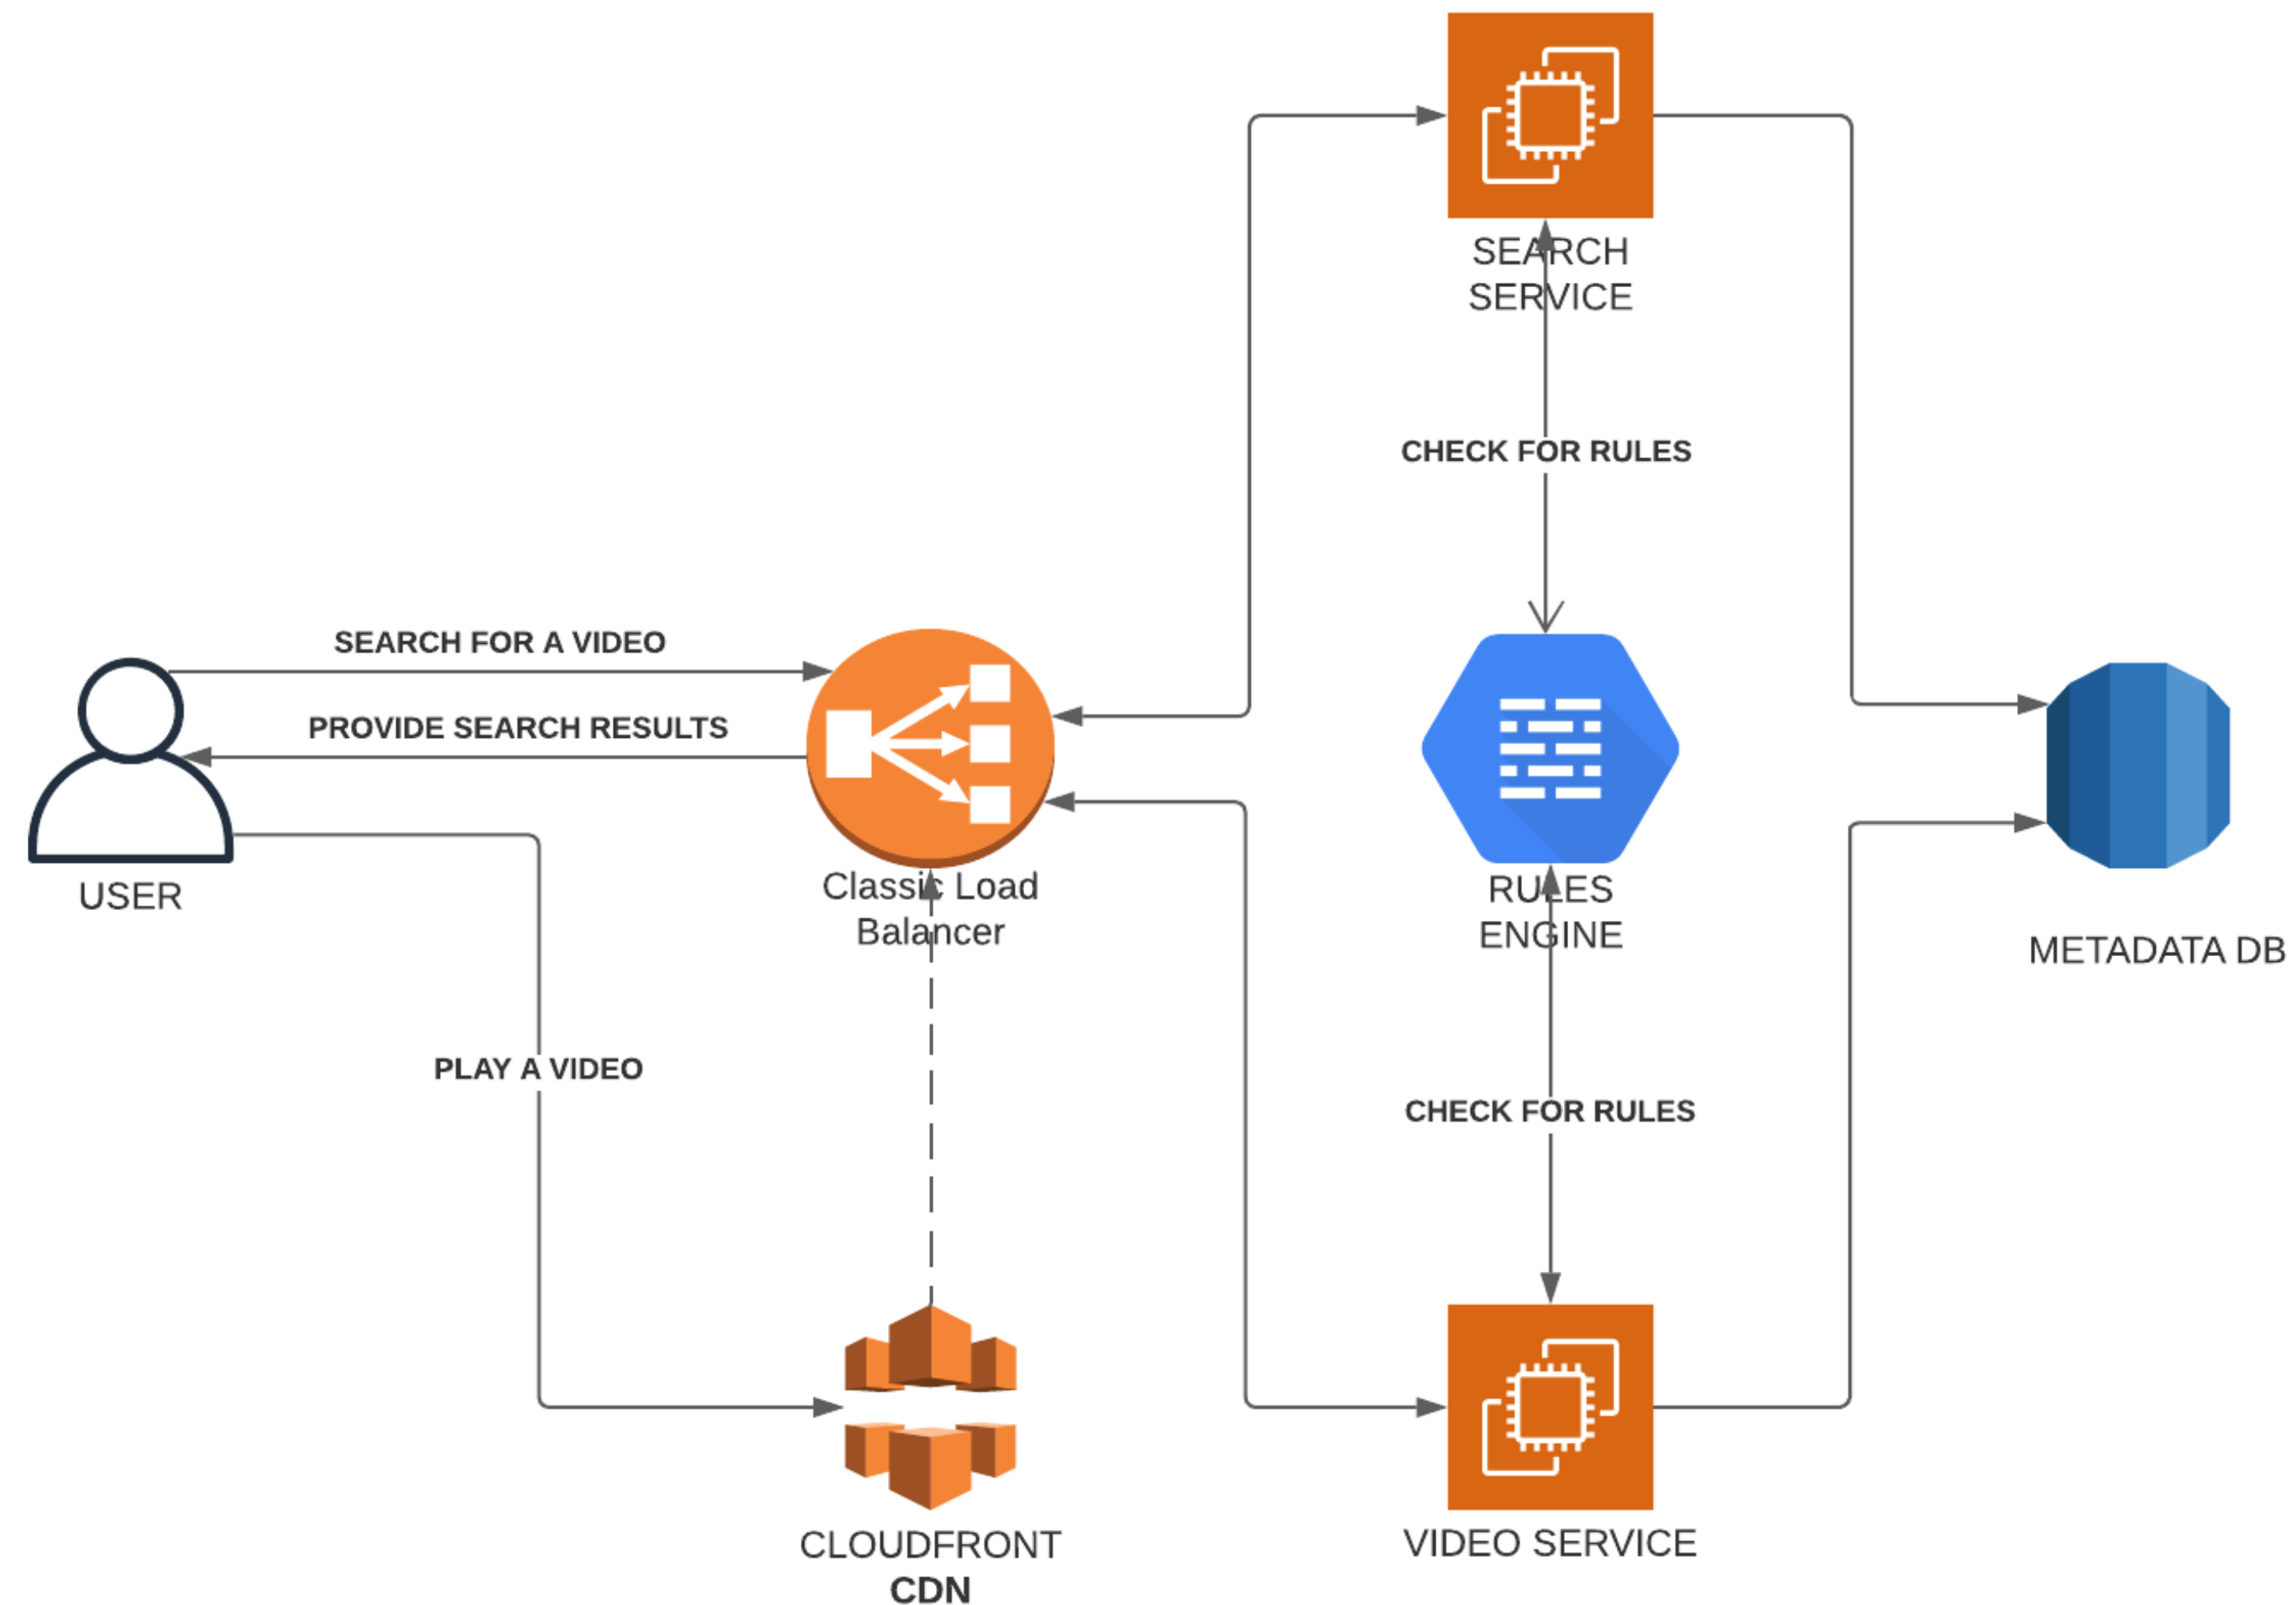 SEARCH
SERVICE
CHECK FOR RULES
SEARCH FOR A VIDEO
PROVIDE SEARCH RESULTS
USER
Classic Load
Balancer
RULES
ENGINE
METADATA DB
PLAY A VIDEO
CHECK FOR RULES
CLOUDFRONT
CDN
VIDEO SERVICE